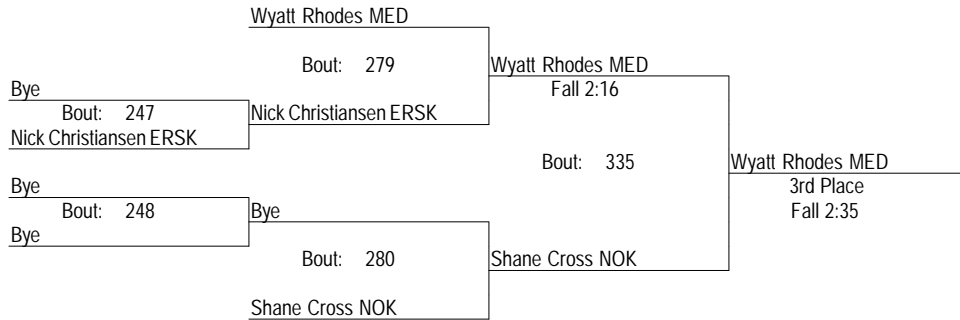 Wyatt Rhodes MED
Bout: 279
Wyatt Rhodes MED
Fall 2:16
Bye
Bout: 247
Nick Christiansen ERSK
Nick Christiansen ERSK
Bout: 335
Wyatt Rhodes MED
3rd Place
Fall 2:35
Bye
Bout: 248
Bye
Bye
Bout: 280
Shane Cross NOK
Shane Cross NOK